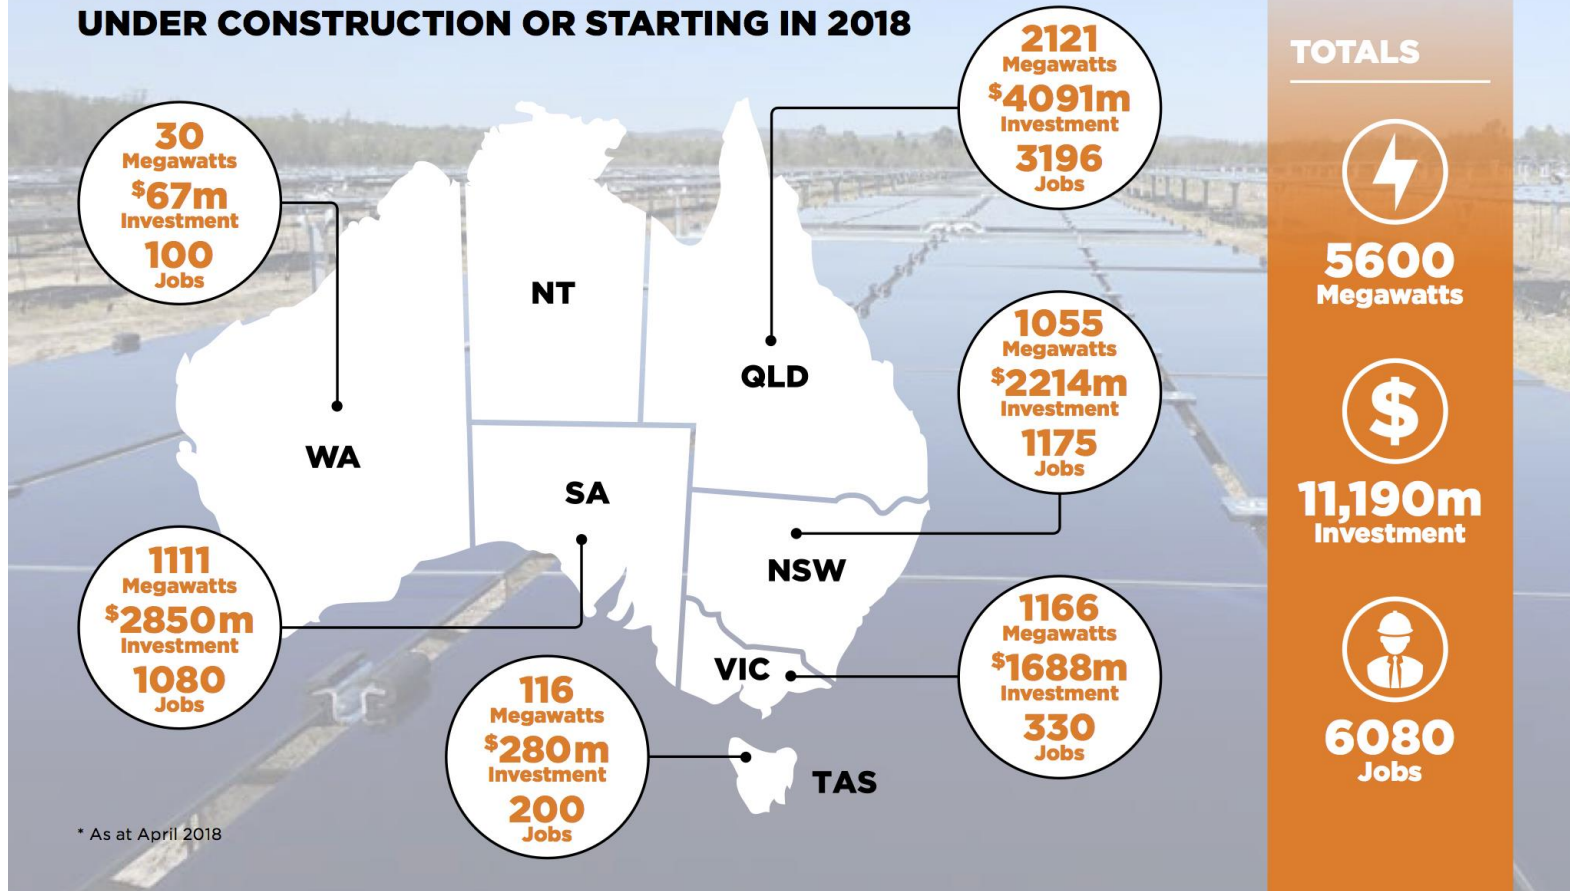 UNDER CONSTRUCTION OR STARTING IN 2018
30
Megawatts
$67m
Investment
100
Jobs
2121
Megawatts
$4091m
Investment
3196
Jobs
NT
QLD
WA
SA
NSW
VIC
TAS
1055
Megawatts
$2214m
Investment
1175
Jobs
1111
Megawatts
$2850m
Investment
1080
Jobs
116
Megawatts
$280m
Investment
200
Jobs
1166
Megawatts
$1688m
Investment
330
Jobs
* As at April 2018
TOTALS
5600
Megawatts
$
11,190m
Investment
6080
Jobs